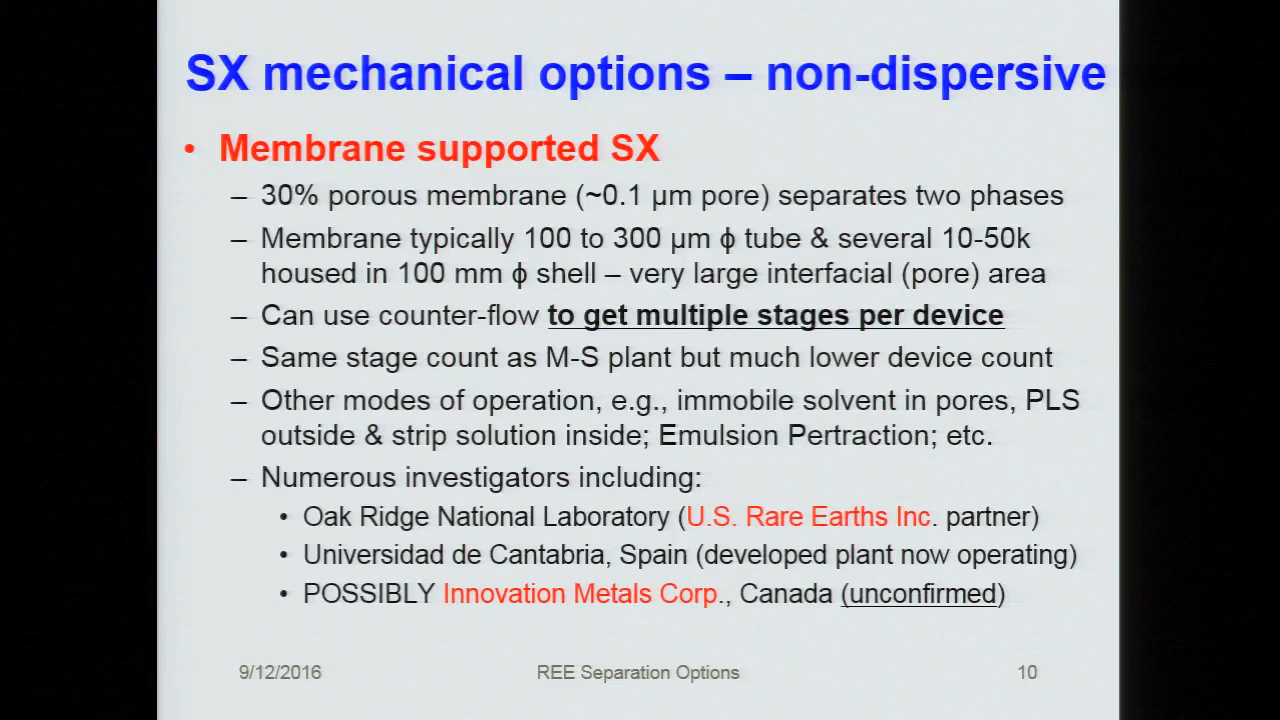 SX mechanical options – non-dispersive
• Membrane supported SX
– 30% porous membrane (~0.1 µm pore) separates two phases
– Membrane typically 100 to 300 µm ϕ tube & several 10-50k
housed in 100 mm ϕ shell – very large interfacial (pore) area
– Can use counter-flow to get multiple stages per device
– Same stage count as M-S plant but much lower device count
– Other modes of operation, e.g., immobile solvent in pores, PLS
outside & strip solution inside; Emulsion Pertraction; etc.
– Numerous investigators including:
• Oak Ridge National Laboratory (U.S. Rare Earths Inc. partner)
• Universidad de Cantabria, Spain (developed plant now operating)
• POSSIBLY Innovation Metals Corp., Canada (unconfirmed)
9/12/2016 REE Separation Options 10